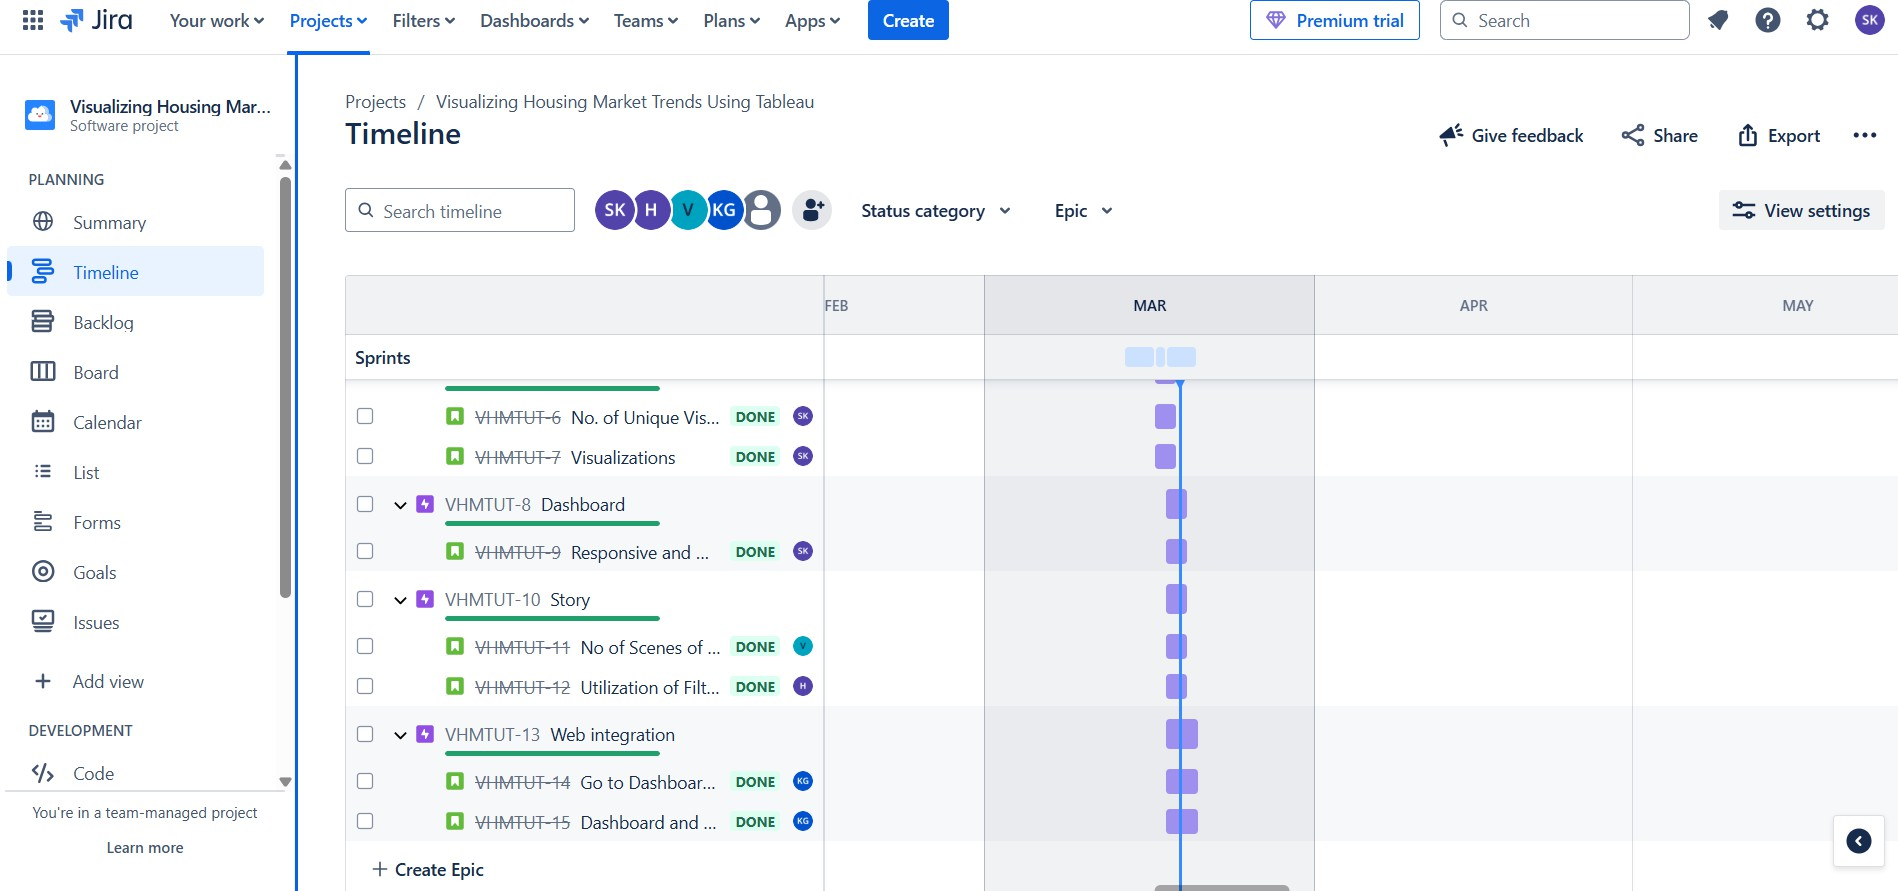 Jira
Your work
Projects
Filters
Dashboards
Teams
Plans
Apps
Create
Premium trial
Search
SK
Visualizing Housing Mar...
Software project
PLANNING
Summary
Timeline
Backlog
Board
Calendar
List
Forms
Goals
Issues
Add view
DEVELOPMENT
Code
You're in a team-managed project
Learn more
Projects / Visualizing Housing Market Trends Using Tableau
Timeline
Give feedback
Share
Export
Search timeline
SK H V KG
Status category
Epic
View settings
FEB MAR APR MAY
Sprints
VHMTUT-6 No. of Unique Vis... DONE SK
VHMTUT-7 Visualizations DONE SK
VHMTUT-8 Dashboard
VHMTUT-9 Responsive and ... DONE SK
VHMTUT-10 Story
VHMTUT-11 No of Scenes of ... DONE V
VHMTUT-12 Utilization of Filt... DONE H
VHMTUT-13 Web integration
VHMTUT-14 Go to Dashboar... DONE KG
VHMTUT-15 Dashboard and ... DONE KG
+ Create Epic